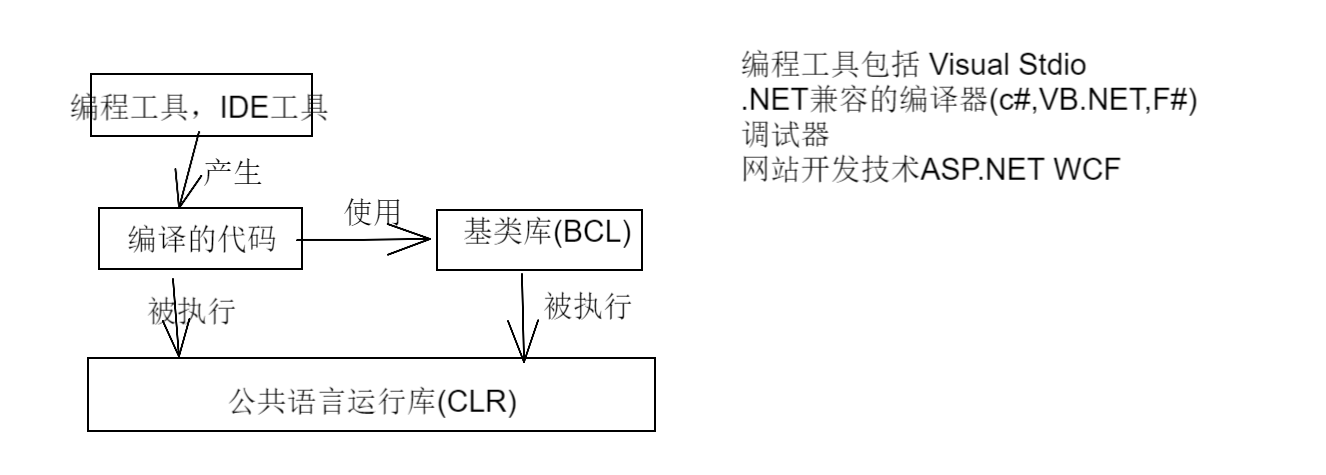 编程工具，IDE工具
产生
编译的代码
使用
基类库(BCL)
被执行
被执行
公共语言运行库(CLR)
编程工具包括 Visual Stdio
.NET兼容的编译器(c#,VB.NET,F#)
调试器
网站开发技术ASP.NET WCF